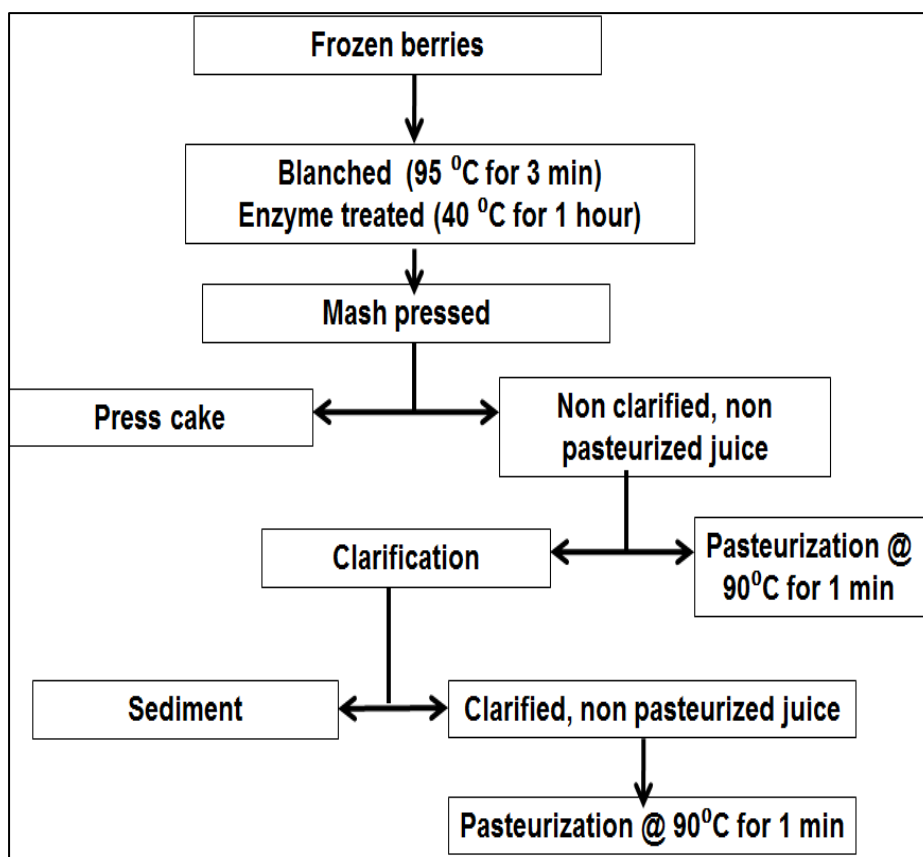 Frozen berries
Blanched (95 ⁰C for 3 min)
Enzyme treated (40 ⁰C for 1 hour)
Mash pressed
Press cake
Non clarified, non
pasteurized juice
Clarification
Pasteurization @
90⁰C for 1 min
Sediment
Clarified, non pasteurized juice
Pasteurization @ 90⁰C for 1 min